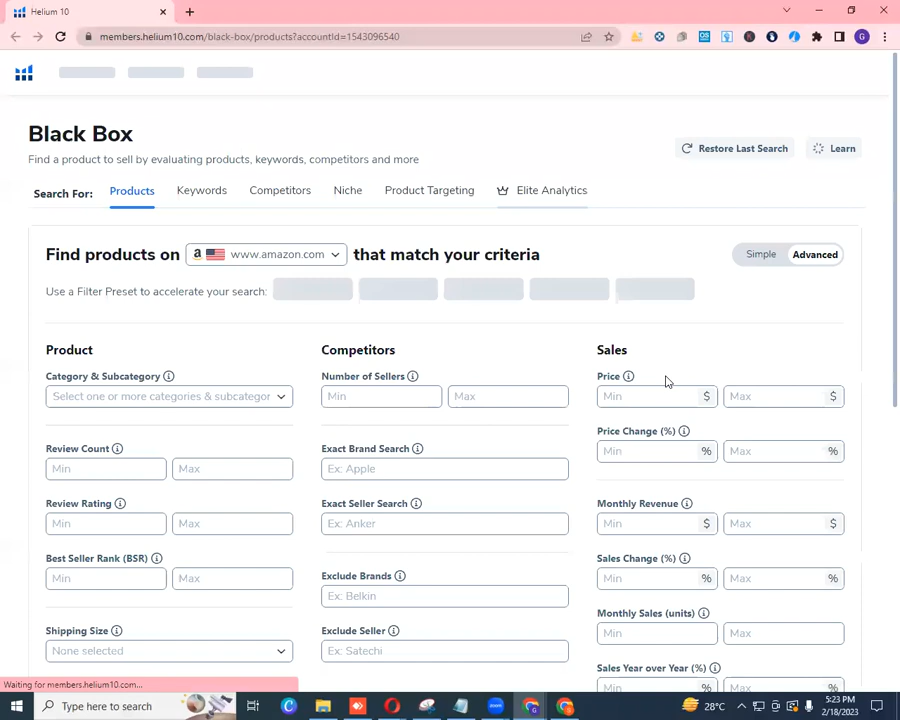 Helium 10
members.helium10.com/black-box/products?accountId=1543096540
G
Black Box
Find a product to sell by evaluating products, keywords, competitors and more
Restore Last Search
Learn
Search For:
Products
Keywords
Competitors
Niche
Product Targeting
Elite Analytics
Find products on
a
www.amazon.com
that match your criteria
Simple
Advanced
Use a Filter Preset to accelerate your search:
Product
Category & Subcategory
Select one or more categories & subcategor
Review Count
Min
Max
Review Rating
Min
Max
Best Seller Rank (BSR)
Min
Max
Shipping Size
None selected
Competitors
Number of Sellers
Min
Max
Exact Brand Search
Ex: Apple
Exact Seller Search
Ex: Anker
Exclude Brands
Ex: Belkin
Exclude Seller
Ex: Satechi
Sales
Price
Min $
Max $
Price Change (%)
Min %
Max %
Monthly Revenue
Min $
Max $
Sales Change (%)
Min %
Max %
Monthly Sales (units)
Min
Max
Sales Year over Year (%)
Min %
Max %
Waiting for members.helium10.com...
Type here to search
28°C
5:23 PM
2/18/2023